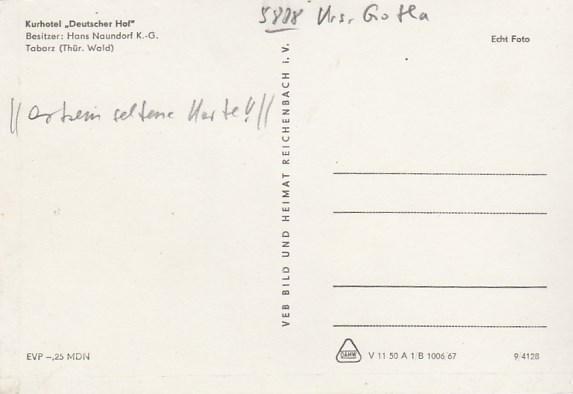 5808 Krs. Gotha
Kurhotel „Deutscher Hof"
Besitzer: Hans Naundorf K.-G.
Tabarz (Thür. Wald)
Echt Foto
seltene Karte!!
VEB BILD UND HEIMAT REICHENBACH I. V.
EVP –,25 MDN
V 11 50 A 1/B 1006/67
9/4128